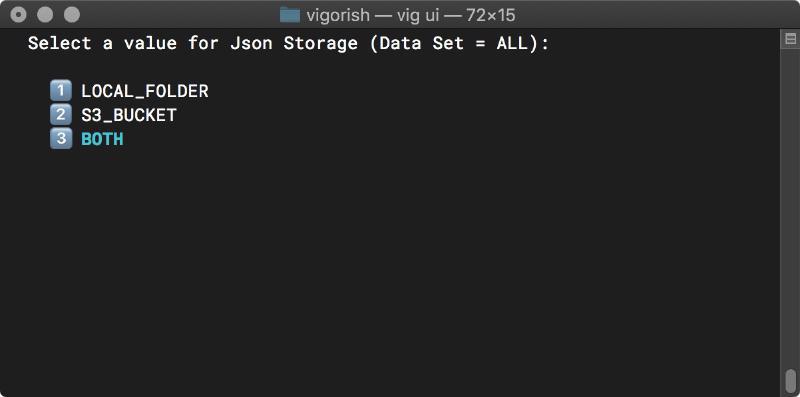 vigorish — vig ui — 72×15
Select a value for Json Storage (Data Set = ALL):
1 LOCAL_FOLDER
2 S3_BUCKET
3 BOTH